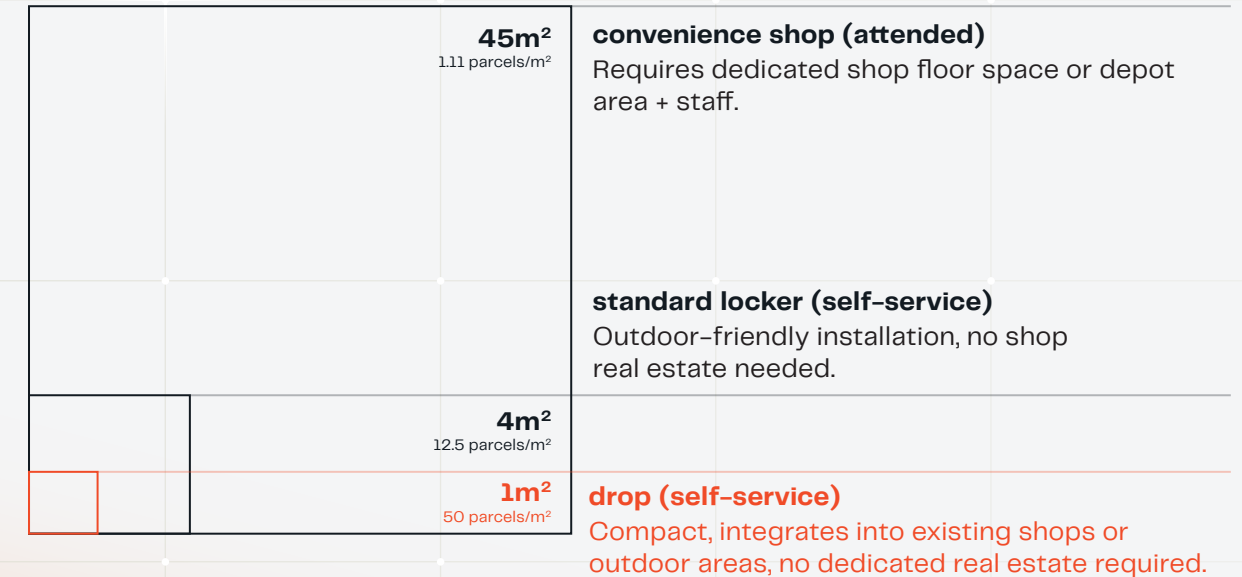 45m²
1.11 parcels/m²
convenience shop (attended)
Requires dedicated shop floor space or depot
area + staff.
standard locker (self-service)
Outdoor-friendly installation, no shop
real estate needed.
4m²
12.5 parcels/m²
1m²
50 parcels/m²
drop (self-service)
Compact, integrates into existing shops or
outdoor areas, no dedicated real estate required.